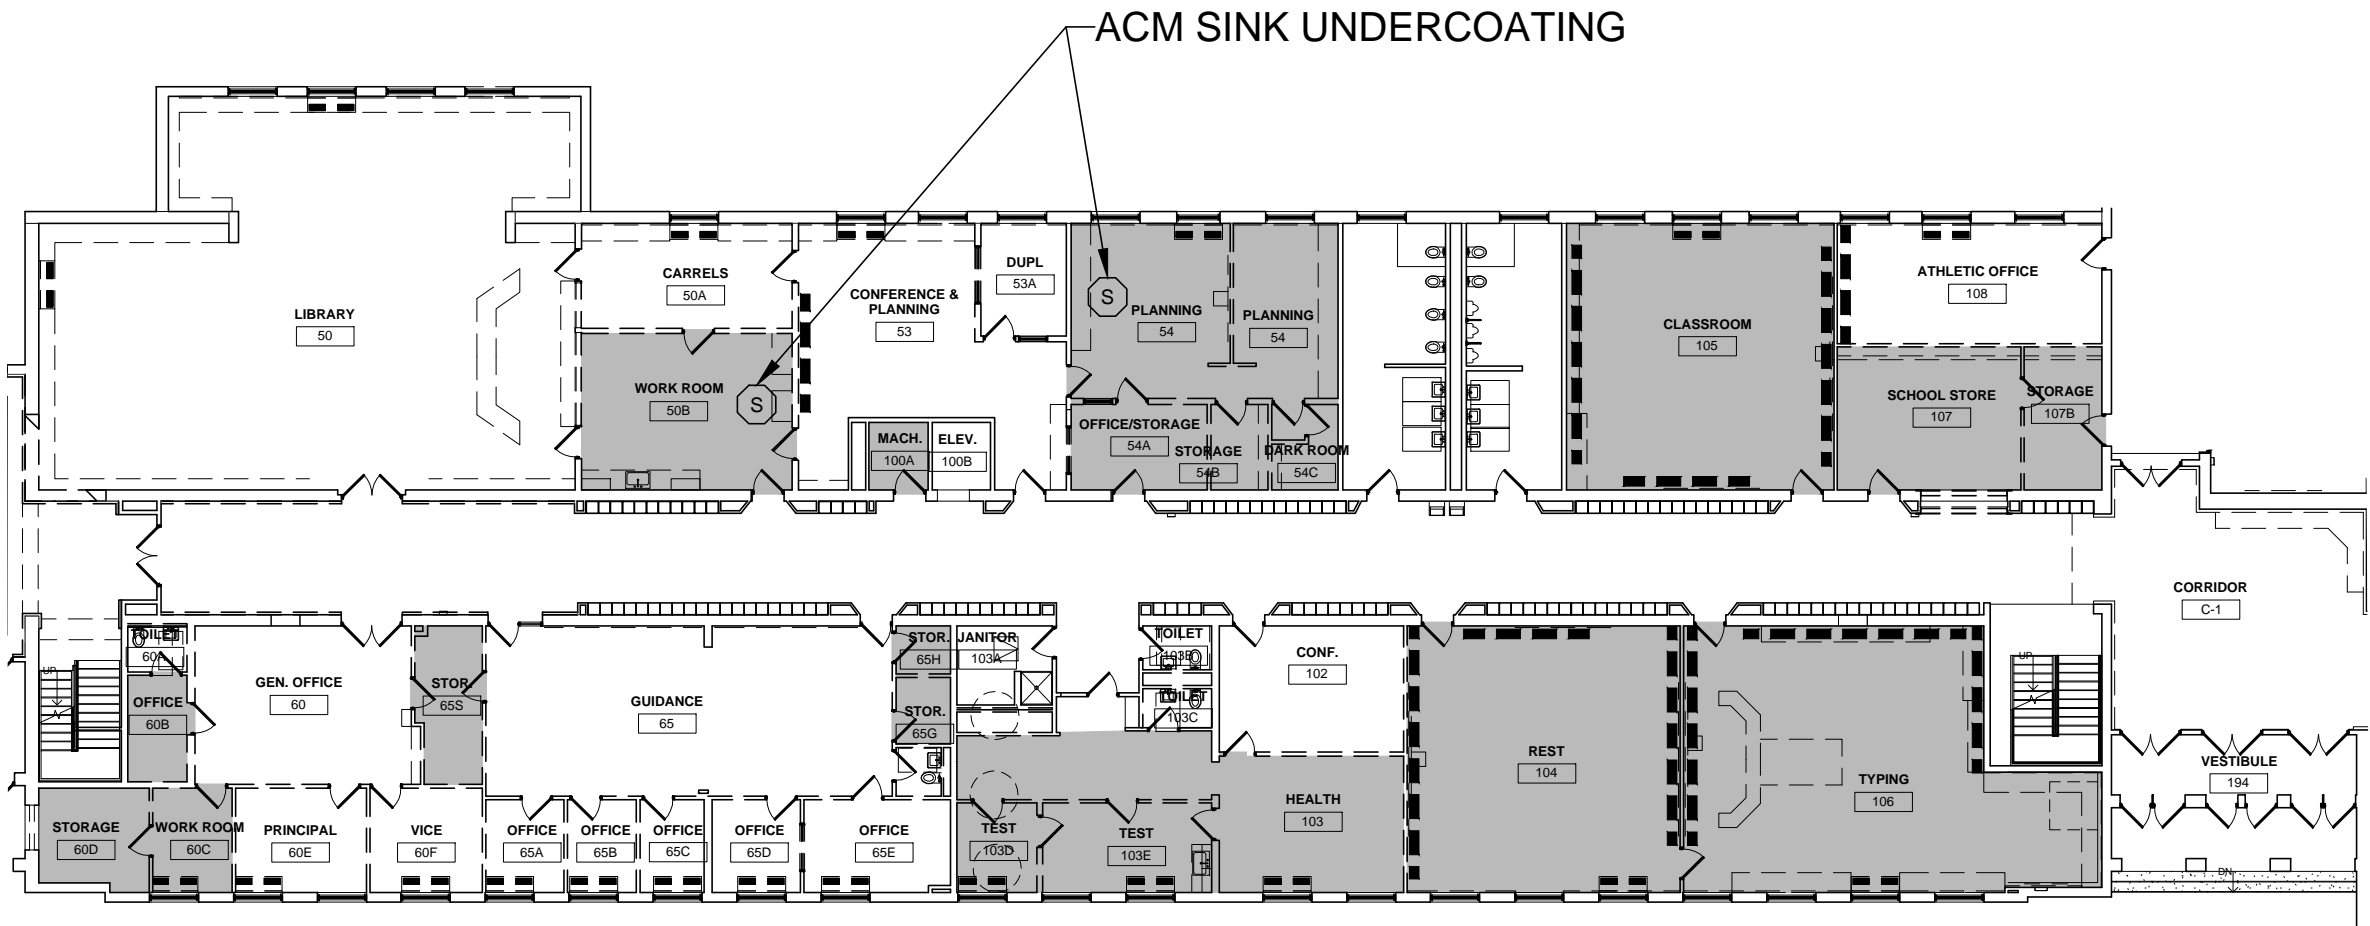 ACM SINK UNDERCOATING
LIBRARY
50
CARRELS
50A
WORK ROOM
50B
S
CONFERENCE &
PLANNING
53
DUPL
53A
MACH.
100A
ELEV.
100B
S
PLANNING
54
PLANNING
54
OFFICE/STORAGE
54A
STORAGE
54B
DARK ROOM
54C
CLASSROOM
105
ATHLETIC OFFICE
108
SCHOOL STORE
107
STORAGE
107B
CORRIDOR
C-1
VESTIBULE
194
DN
UP
TOILET
60A
OFFICE
60B
GEN. OFFICE
60
STOR.
65S
GUIDANCE
65
STOR.
65H
JANITOR
103A
STOR.
65G
TOILET
103B
TOILET
103C
CONF.
102
REST
104
TYPING
106
UP
STORAGE
60D
WORK ROOM
60C
PRINCIPAL
60E
VICE
60F
OFFICE
65A
OFFICE
65B
OFFICE
65C
OFFICE
65D
OFFICE
65E
TEST
103D
TEST
103E
HEALTH
103